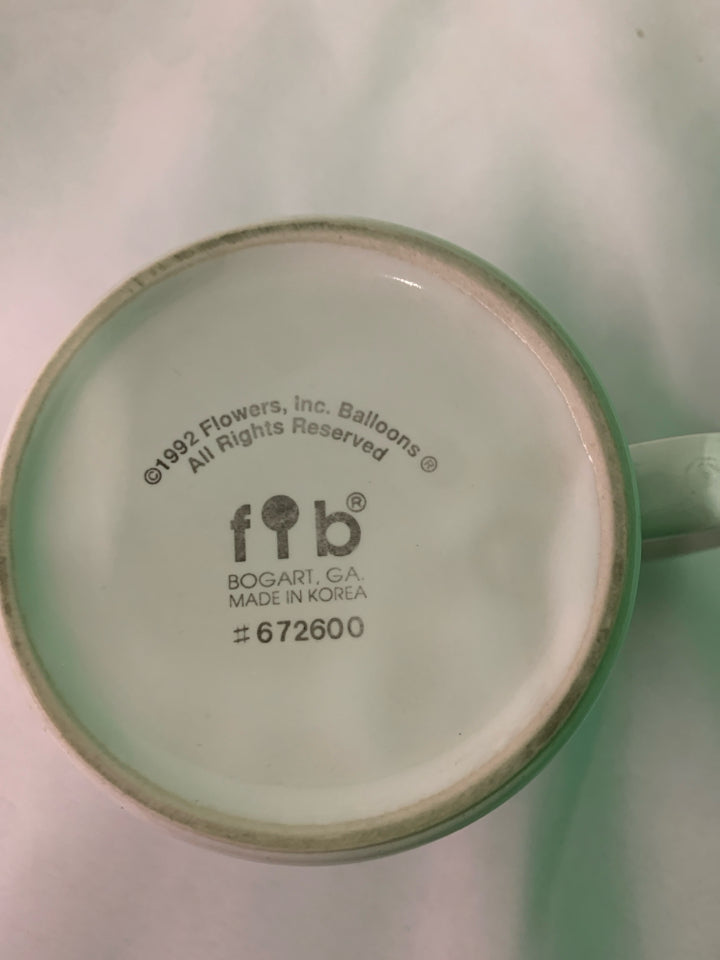 ©1992 Flowers, Inc. Balloons®
All Rights Reserved
fib®
BOGART, GA.
MADE IN KOREA
#672600